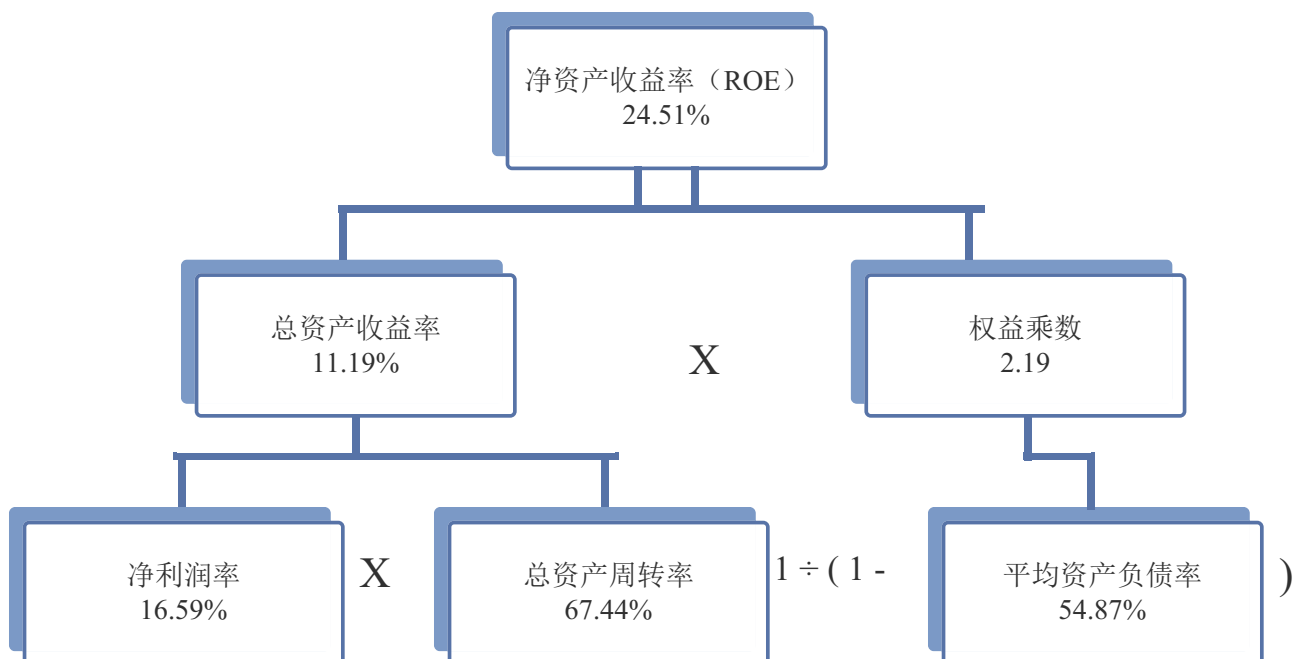 净资产收益率（ROE）
24.51%
总资产收益率
11.19%
X
权益乘数
2.19
净利润率
16.59%
X
总资产周转率
67.44%
1 ÷ ( 1 -
平均资产负债率
54.87%
)